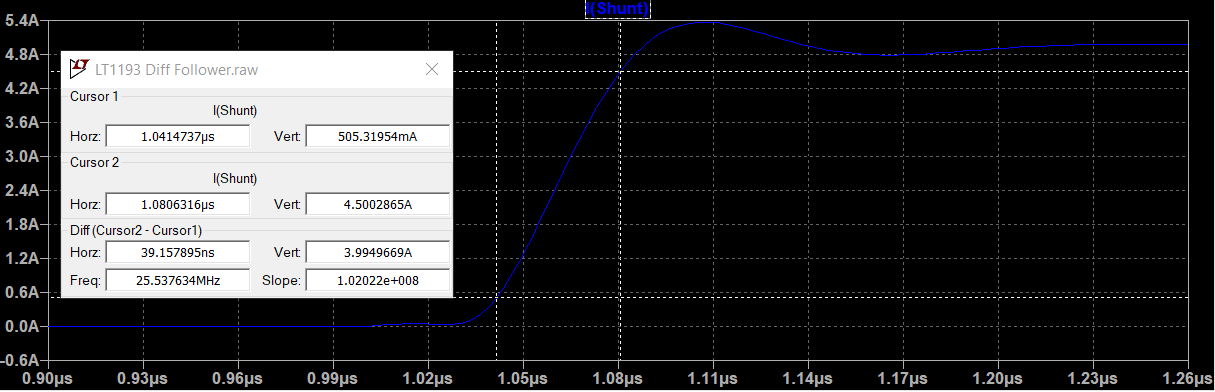 I(Shunt)
5.4A
4.8A
4.2A
3.6A
3.0A
2.4A
1.8A
1.2A
0.6A
0.0A
-0.6A
LT1193 Diff Follower.raw
Cursor 1
I(Shunt)
Horz: 1.0414737µs Vert: 505.31954mA
Cursor 2
I(Shunt)
Horz: 1.0806316µs Vert: 4.5002865A
Diff (Cursor2 - Cursor1)
Horz: 39.157895ns Vert: 3.9949669A
Freq: 25.537634MHz Slope: 1.02022e+008
0.90µs 0.93µs 0.96µs 0.99µs 1.02µs 1.05µs 1.08µs 1.11µs 1.14µs 1.17µs 1.20µs 1.23µs 1.26µs